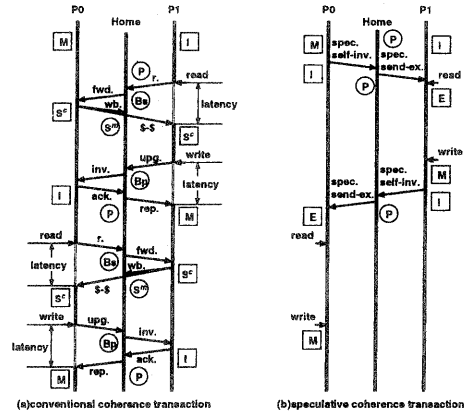 P0 P1
Home
M I
P r. read
fwd. Bs latency
wb.
S^c S^m $-$
S^c
upg. write
inv. Bp latency
I ack.
P rep. M
read r.
Bs fwd.
latency wb. S^c
$-$ S^m
S^c
write upg.
Bp inv.
latency
ack. I
M rep. P
(a)conventional coherence transaction
P0 P1
Home
P
M spec. self-inv. spec. send-ex. I
I P read
E
write
M
spec. send-ex. spec. self-inv.
E P I
read
write
M
(b)speculative coherence transaction